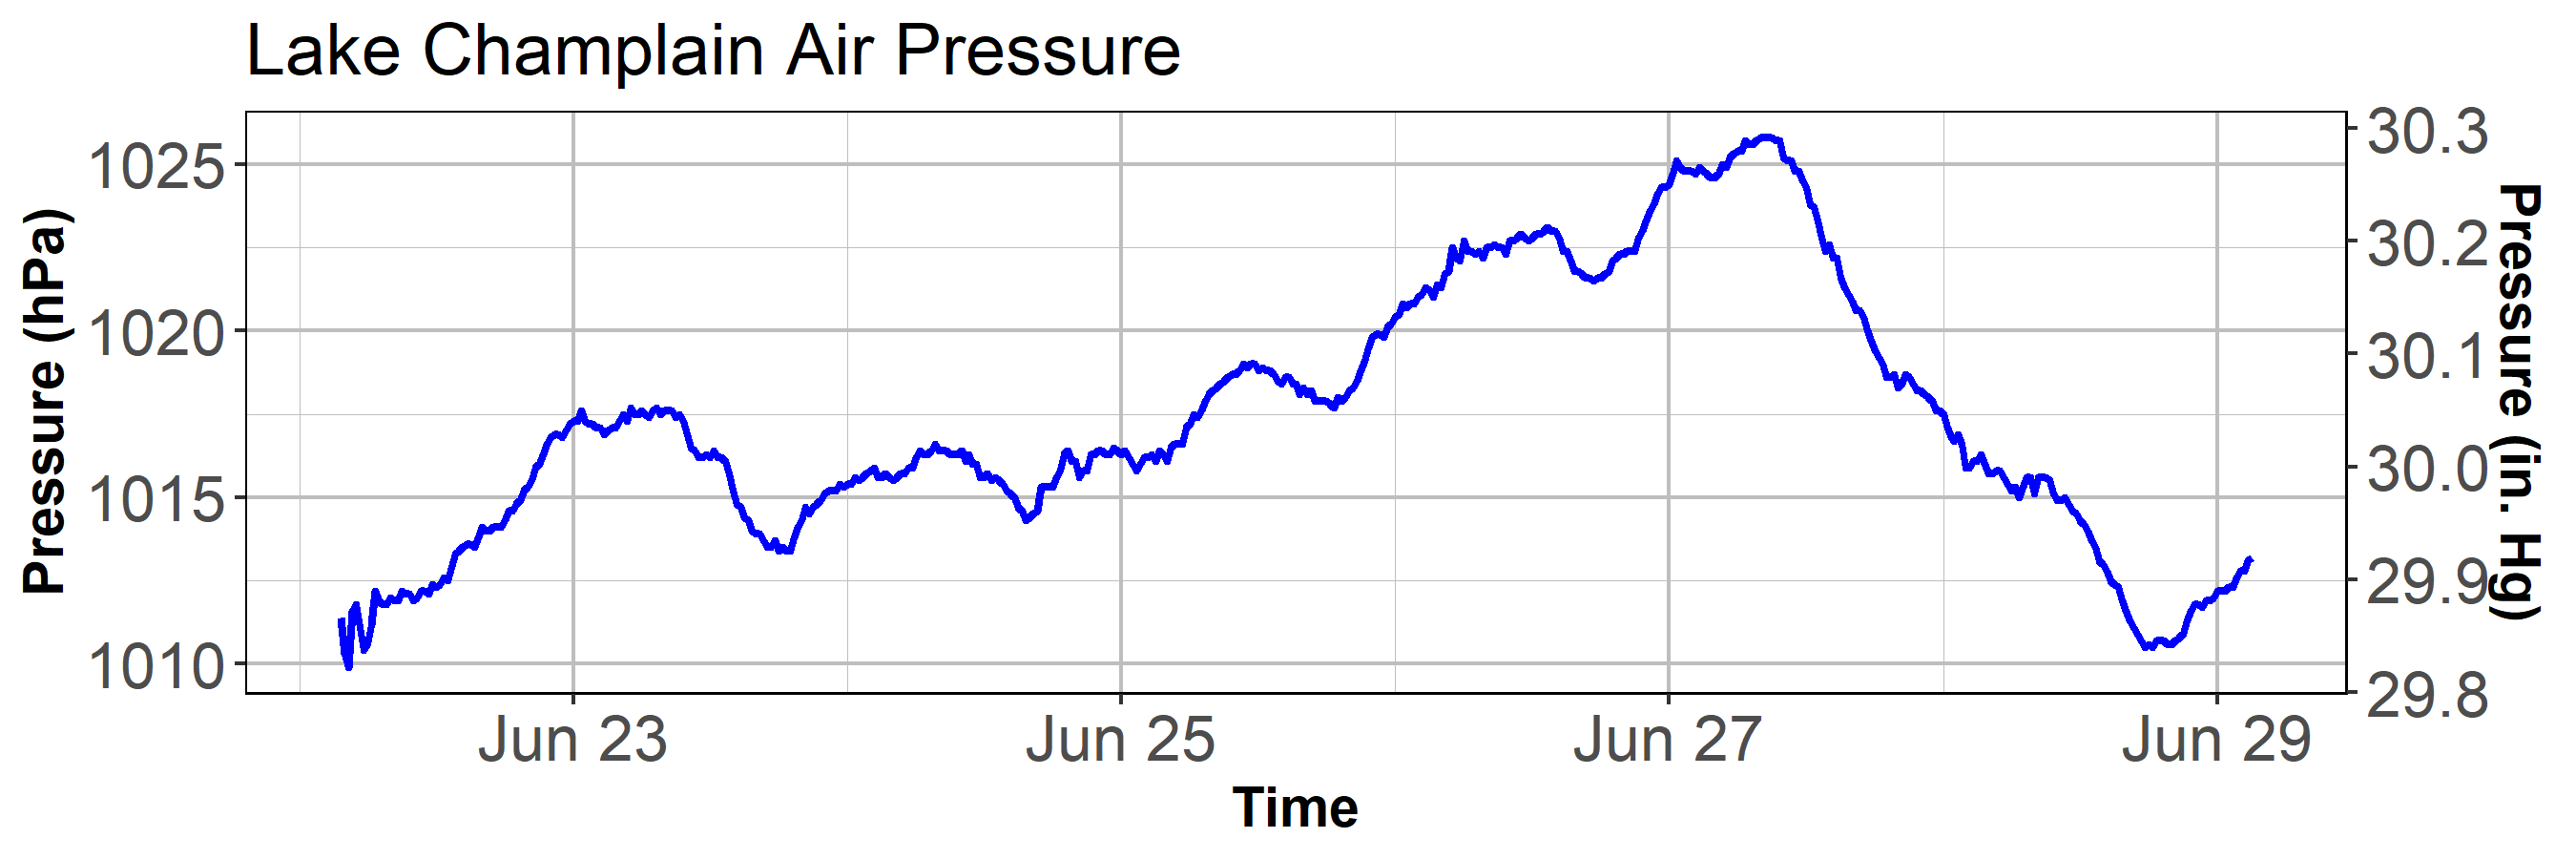 Lake Champlain Air Pressure
Pressure (hPa)
1025
1020
1015
1010
30.3
30.2
30.1
30.0
29.9
29.8
Pressure (in. Hg)
Jun 23
Jun 25
Jun 27
Jun 29
Time